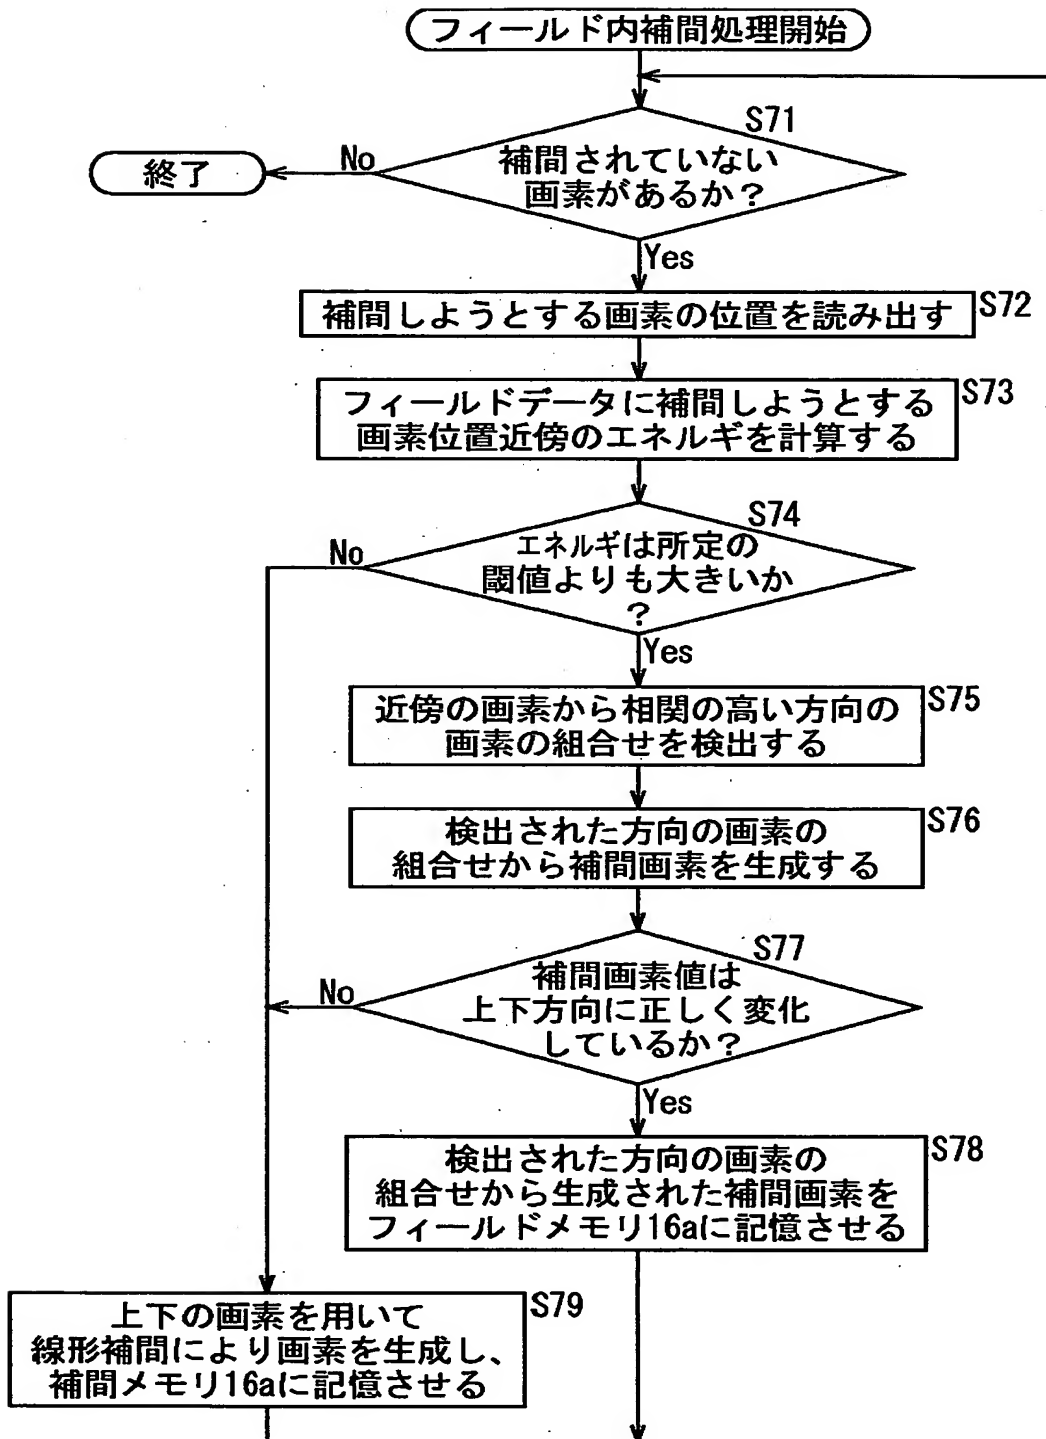 フィールド内補間処理開始
S71
補間されていない
画素があるか？
No
終了
Yes
補間しようとする画素の位置を読み出す
S72
フィールドデータに補間しようとする
画素位置近傍のエネルギを計算する
S73
S74
エネルギは所定の
閾値よりも大きいか
？
No
Yes
近傍の画素から相関の高い方向の
画素の組合せを検出する
S75
検出された方向の画素の
組合せから補間画素を生成する
S76
S77
補間画素値は
上下方向に正しく変化
しているか？
No
Yes
検出された方向の画素の
組合せから生成された補間画素を
フィールドメモリ16aに記憶させる
S78
上下の画素を用いて
線形補間により画素を生成し、
補間メモリ16aに記憶させる
S79